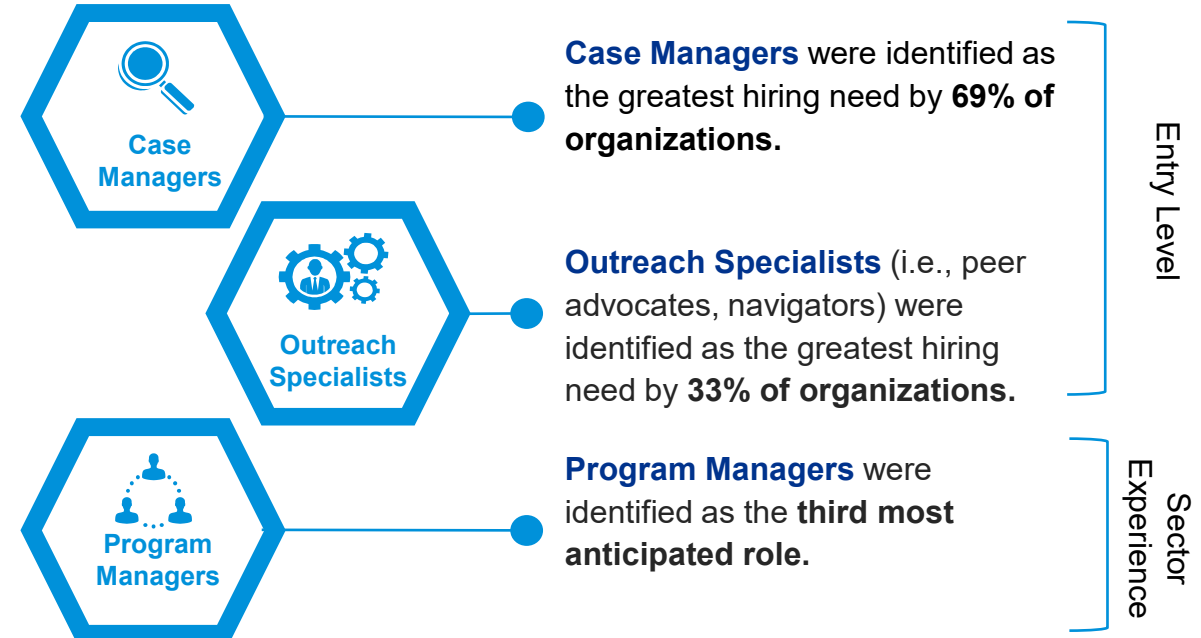 Case
Managers
Case Managers were identified as
the greatest hiring need by 69% of
organizations.
Outreach
Specialists
Outreach Specialists (i.e., peer
advocates, navigators) were
identified as the greatest hiring
need by 33% of organizations.
Entry Level
Program
Managers
Program Managers were
identified as the third most
anticipated role.
Sector
Experience